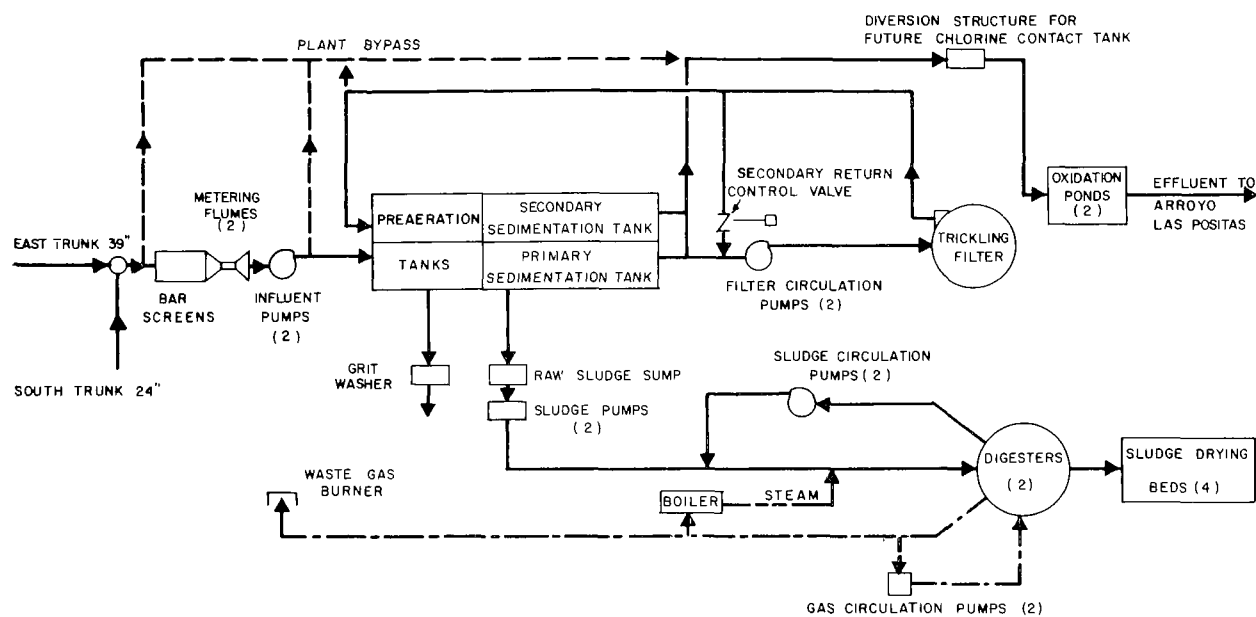 DIVERSION STRUCTURE FOR
FUTURE CHLORINE CONTACT TANK
PLANT BYPASS
METERING
FLUMES
(2)
SECONDARY RETURN
CONTROL VALVE
OXIDATION
PONDS
(2)
EFFLUENT TO
ARROYO
LAS POSITAS
PREAERATION
TANKS
SECONDARY
SEDIMENTATION TANK
PRIMARY
SEDIMENTATION TANK
EAST TRUNK 39"
BAR
SCREENS
INFLUENT
PUMPS
(2)
FILTER CIRCULATION
PUMPS (2)
TRICKLING
FILTER
SOUTH TRUNK 24"
GRIT
WASHER
RAW SLUDGE SUMP
SLUDGE PUMPS
(2)
SLUDGE CIRCULATION
PUMPS (2)
WASTE GAS
BURNER
BOILER
STEAM
DIGESTERS
(2)
SLUDGE DRYING
BEDS (4)
GAS CIRCULATION PUMPS (2)